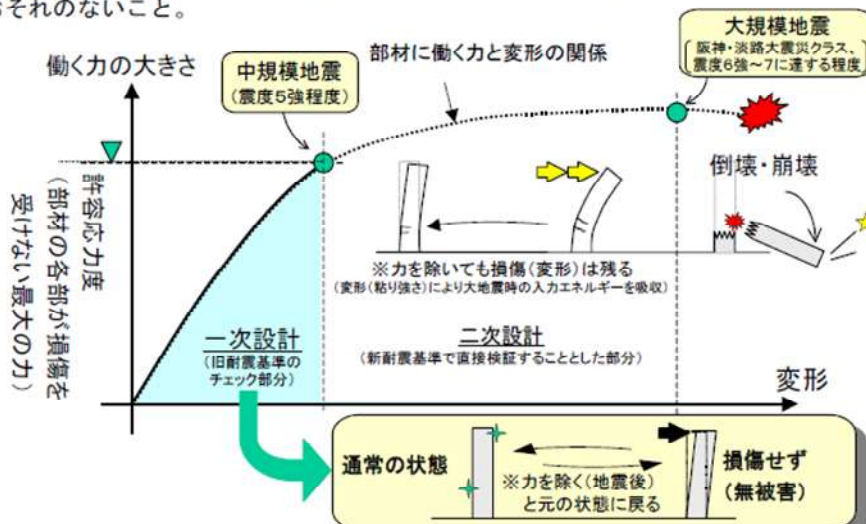 おそれのないこと。
大規模地震
阪神・淡路大震災クラス、
震度6強～7に達する程度
働く力の大きさ
中規模地震
(震度5強程度)
部材に働く力と変形の関係
倒壊・崩壊
許容応力度
(部材の各部が損傷を
受けない最大の力)
※力を除いても損傷(変形)は残る
(変形(粘り強さ)により大地震時の入力エネルギーを吸収)
一次設計
(旧耐震基準の
チェック部分)
二次設計
(新耐震基準で直接検証することとした部分)
変形
通常の状態
※力を除く(地震後)
と元の状態に戻る
損傷せず
(無被害)